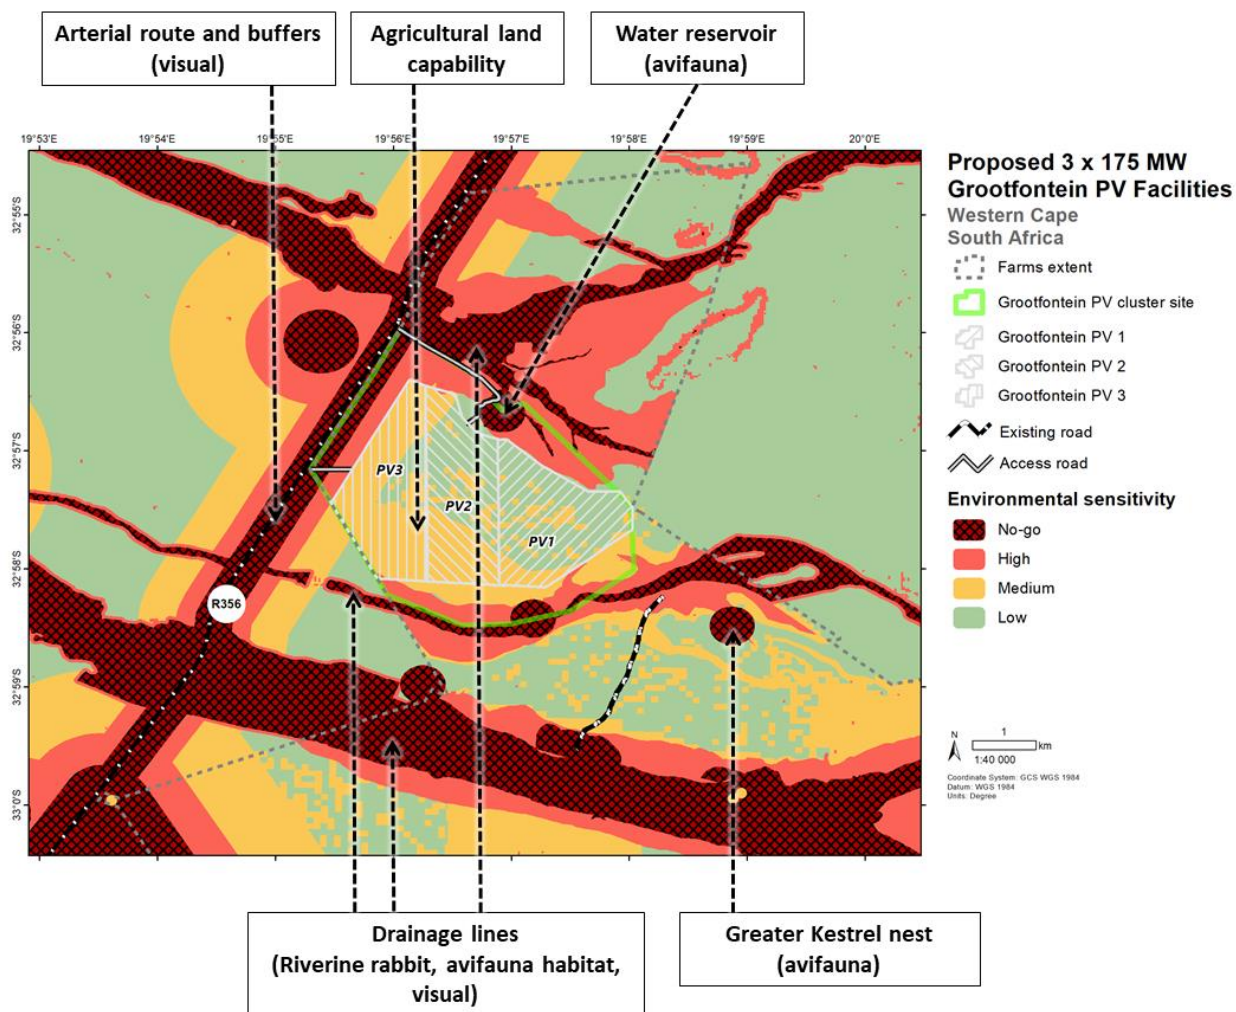 Arterial route and buffers
(visual)
Agricultural land
capability
Water reservoir
(avifauna)
19°53'E
19°54'E
19°55'E
19°56'E
19°57'E
19°58'E
19°59'E
20°0'E
32°55'S
32°56'S
32°57'S
32°58'S
32°59'S
33°0'S
PV3
PV2
PV1
R356
Proposed 3 x 175 MW
Grootfontein PV Facilities
Western Cape
South Africa
Farms extent
Grootfontein PV cluster site
Grootfontein PV 1
Grootfontein PV 2
Grootfontein PV 3
Existing road
Access road
Environmental sensitivity
No-go
High
Medium
Low
N
1
km
1:40 000
Coordinate System: GCS WGS 1984
Datum: WGS 1984
Units: Degree
Drainage lines
(Riverine rabbit, avifauna habitat,
visual)
Greater Kestrel nest
(avifauna)